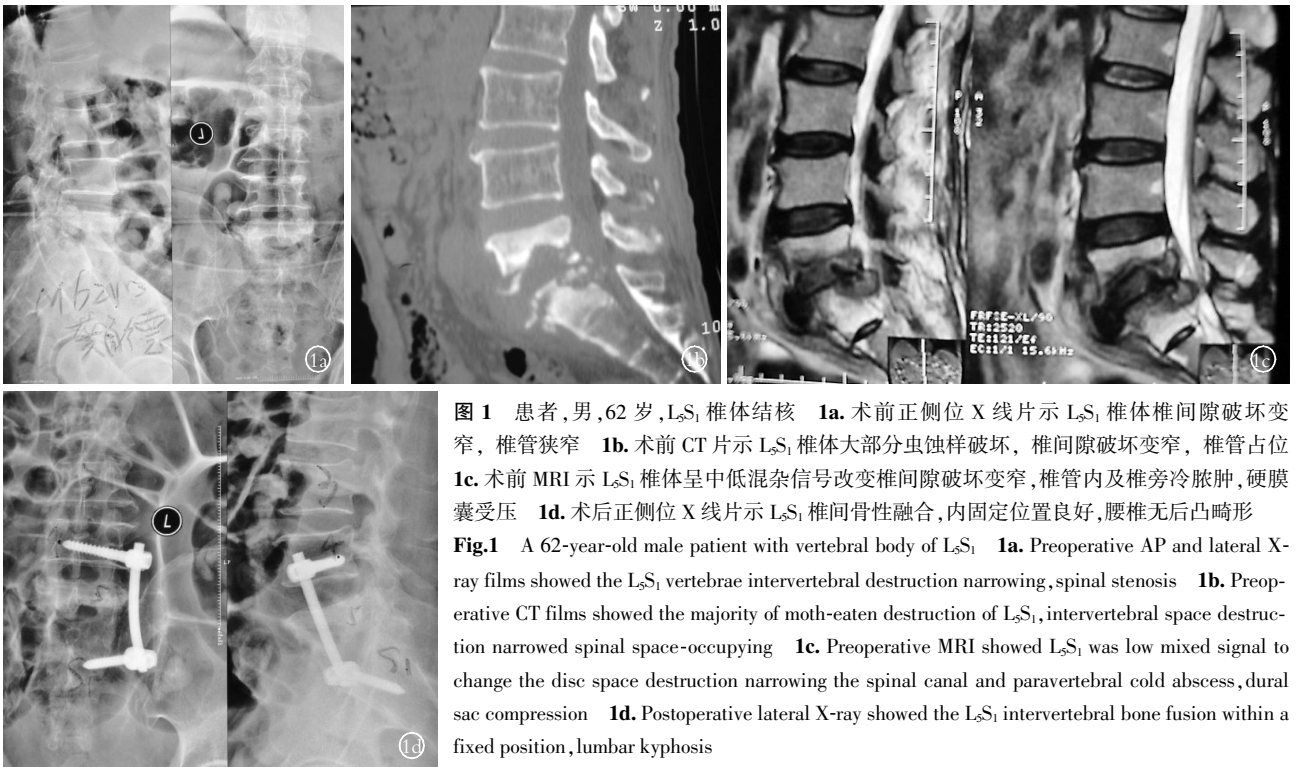 SW 0.00 m
Z 1.0
10
L
1a
1b
FRFSE-XL/90
TR:2520
TE:121/Ef
EC:1/1 15.6kHz
1c
L
1d
图 1 患者,男,62 岁,L₅S₁ 椎体结核 1a. 术前正侧位 X 线片示 L₅S₁ 椎体椎间隙破坏变
窄，椎管狭窄 1b. 术前 CT 片示 L₅S₁ 椎体大部分虫蚀样破坏，椎间隙破坏变窄，椎管占位
1c. 术前 MRI 示 L₅S₁ 椎体呈中低混杂信号改变椎间隙破坏变窄,椎管内及椎旁冷脓肿,硬膜
囊受压 1d. 术后正侧位 X 线片示 L₅S₁ 椎间骨性融合,内固定位置良好,腰椎无后凸畸形
Fig.1 A 62-year-old male patient with vertebral body of L₅S₁ 1a. Preoperative AP and lateral X-
ray films showed the L₅S₁ vertebrae intervertebral destruction narrowing,spinal stenosis 1b. Preop-
erative CT films showed the majority of moth-eaten destruction of L₅S₁,intervertebral space destruc-
tion narrowed spinal space-occupying 1c. Preoperative MRI showed L₅S₁ was low mixed signal to
change the disc space destruction narrowing the spinal canal and paravertebral cold abscess,dural
sac compression 1d. Postoperative lateral X-ray showed the L₅S₁ intervertebral bone fusion within a
fixed position,lumbar kyphosis